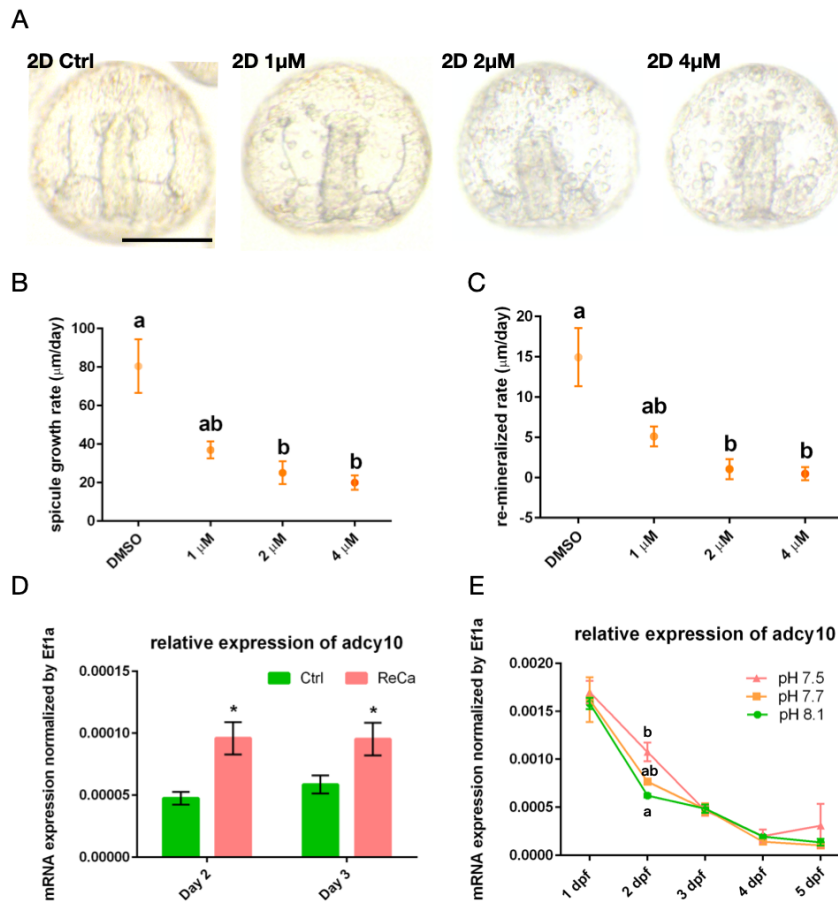 A
2D Ctrl
2D 1µM
2D 2µM
2D 4µM
B
spicule growth rate (µm/day)
100
80
60
40
20
0
a
ab
b
b
DMSO
1 µM
2 µM
4 µM
C
re-mineralized rate (µm/day)
20
15
10
5
0
-5
a
ab
b
b
DMSO
1 µM
2 µM
4 µM
D
relative expression of adcy10
mRNA expression normalized by Ef1a
0.00015
0.00010
0.00005
0.00000
Ctrl
ReCa
*
*
Day 2
Day 3
E
relative expression of adcy10
mRNA expression normalized by Ef1a
0.0020
0.0015
0.0010
0.0005
0.0000
pH 7.5
pH 7.7
pH 8.1
b
ab
a
1 dpf
2 dpf
3 dpf
4 dpf
5 dpf